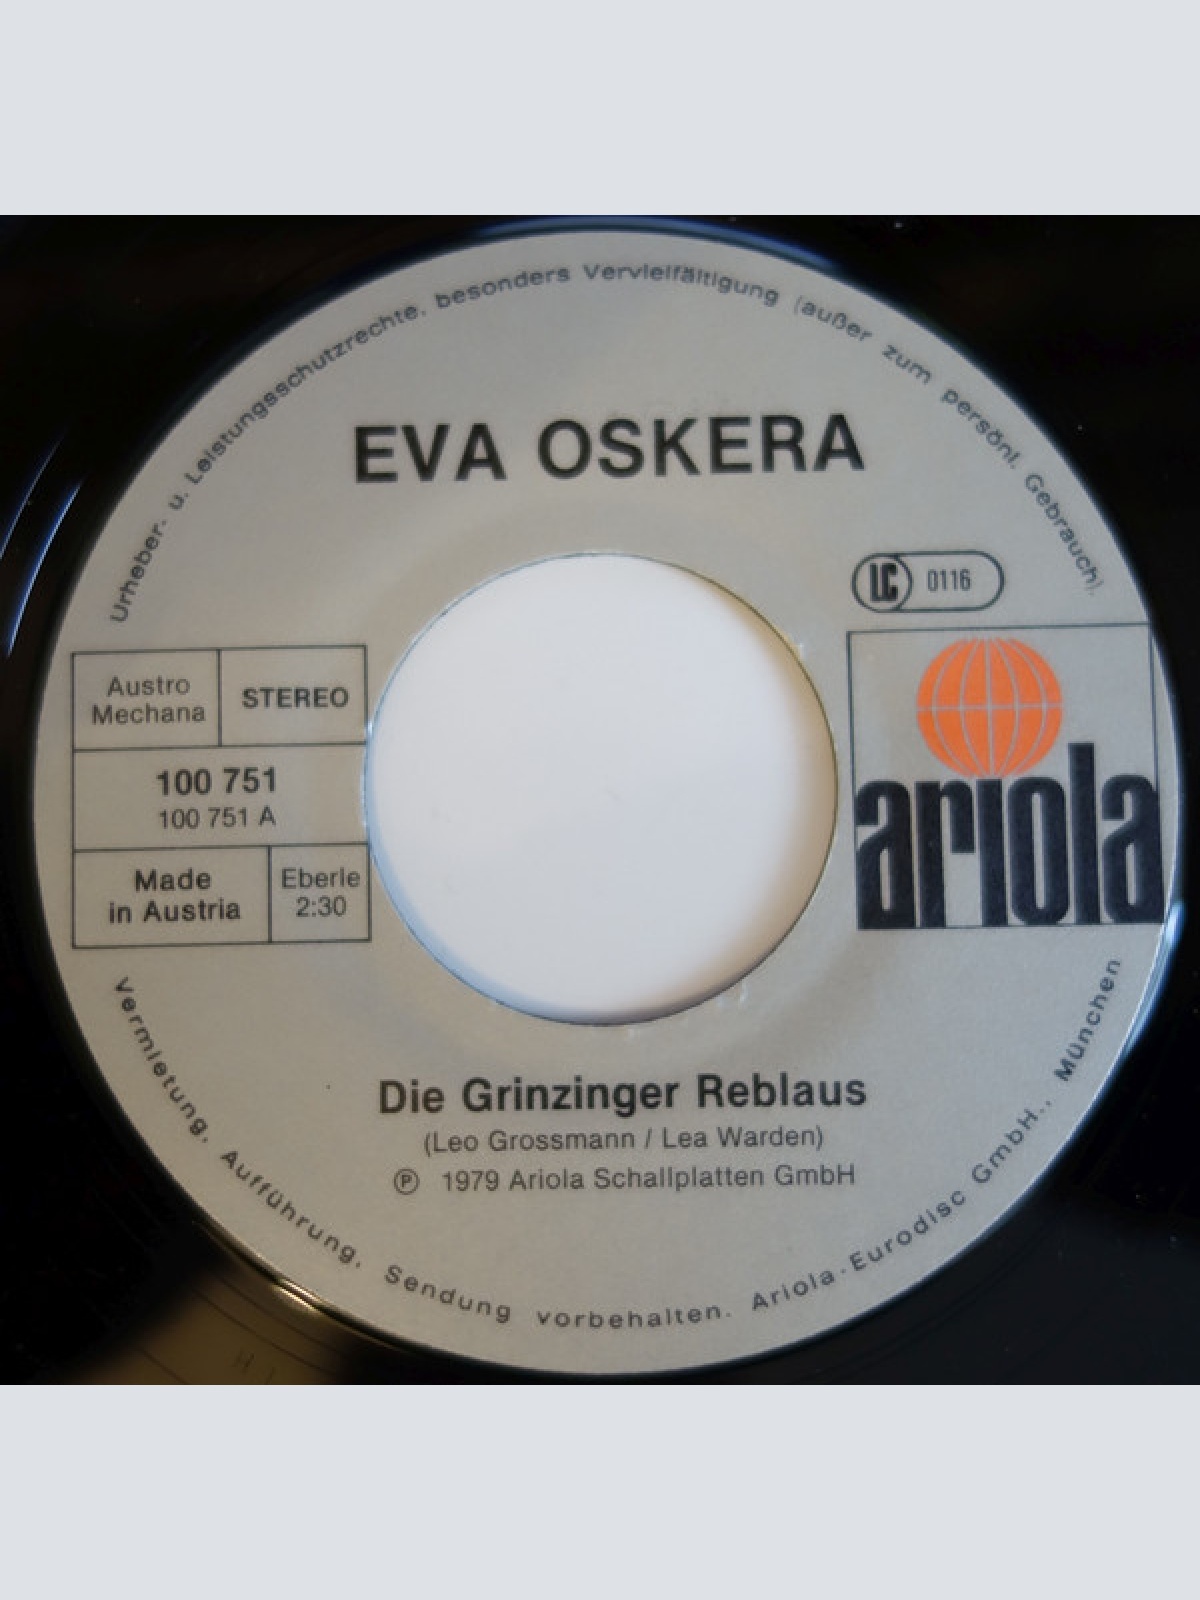 Urheber- u. Leistungsschutzrechte, besonders Vervielfältigung (außer zum persönl. Gebrauch),
EVA OSKERA
LC 0116
Austro
Mechana
STEREO
100 751
100 751 A
Made
in Austria
Eberle
2:30
ariola
Die Grinzinger Reblaus
(Leo Grossmann / Lea Warden)
Ⓟ 1979 Ariola Schallplatten GmbH
Vermietung, Aufführung, Sendung vorbehalten. Ariola-Eurodisc GmbH., München